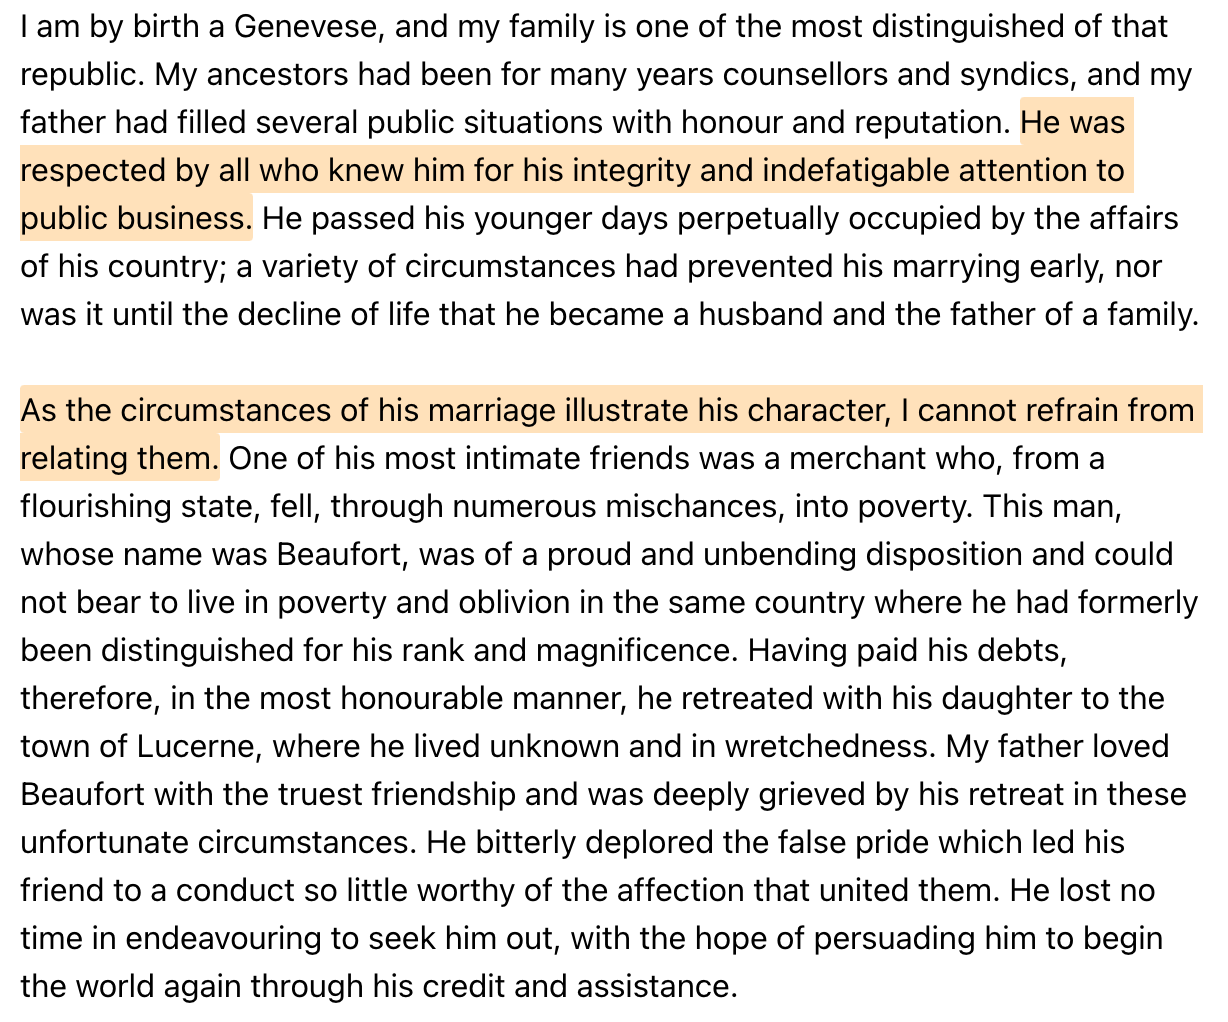 I am by birth a Genevese, and my family is one of the most distinguished of that
republic. My ancestors had been for many years counsellors and syndics, and my
father had filled several public situations with honour and reputation. He was
respected by all who knew him for his integrity and indefatigable attention to
public business. He passed his younger days perpetually occupied by the affairs
of his country; a variety of circumstances had prevented his marrying early, nor
was it until the decline of life that he became a husband and the father of a family.
As the circumstances of his marriage illustrate his character, I cannot refrain from
relating them. One of his most intimate friends was a merchant who, from a
flourishing state, fell, through numerous mischances, into poverty. This man,
whose name was Beaufort, was of a proud and unbending disposition and could
not bear to live in poverty and oblivion in the same country where he had formerly
been distinguished for his rank and magnificence. Having paid his debts,
therefore, in the most honourable manner, he retreated with his daughter to the
town of Lucerne, where he lived unknown and in wretchedness. My father loved
Beaufort with the truest friendship and was deeply grieved by his retreat in these
unfortunate circumstances. He bitterly deplored the false pride which led his
friend to a conduct so little worthy of the affection that united them. He lost no
time in endeavouring to seek him out, with the hope of persuading him to begin
the world again through his credit and assistance.